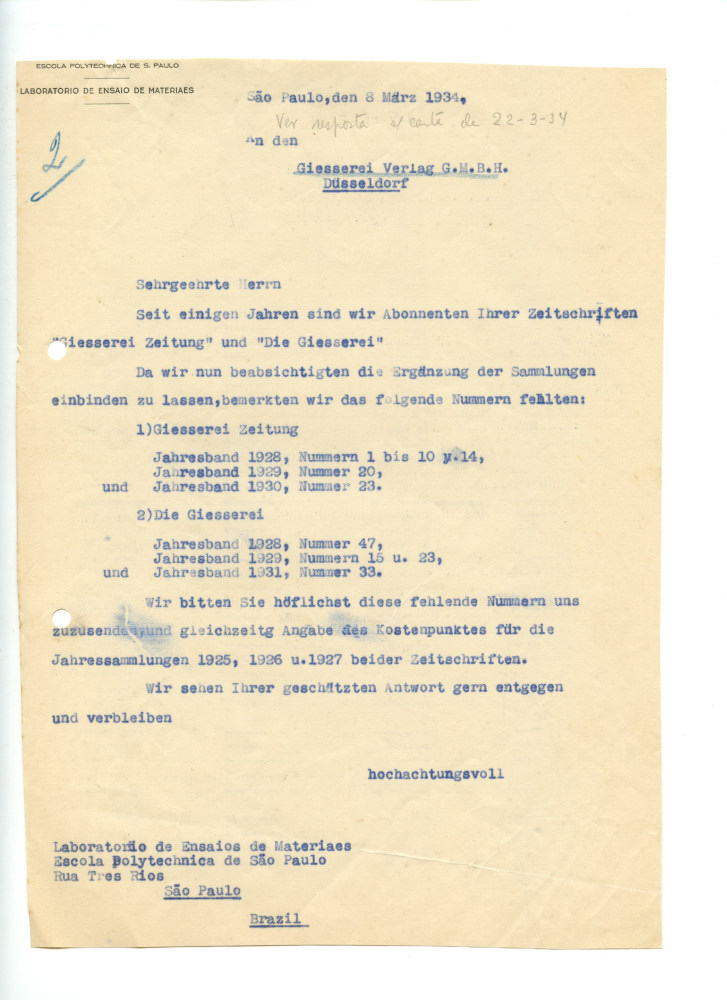 ESCOLA POLYTECHNICA DE S. PAULO
LABORATORIO DE ENSAIO DE MATERIAES
São Paulo,den 8 März 1934,
Ver resposta carta de 22-3-34
2
An den
Giesserei Verlag G.M.B.H.
Düsseldorf
Sehrgeehrte Herrn
Seit einigen Jahren sind wir Abonnenten Ihrer Zeitschriften
"Giesserei Zeitung" und "Die Giesserei"
Da wir nun beabsichtigten die Ergänzung der Sammlungen
einbinden zu lassen,bemerkten wir das folgende Nummern fehlten:
1)Giesserei Zeitung
Jahresband 1928, Nummern 1 bis 10 y.14,
Jahresband 1929, Nummer 20,
und Jahresband 1930, Nummer 23.
2)Die Giesserei
Jahresband 1928, Nummer 47,
Jahresband 1929, Nummern 15 u. 23,
und Jahresband 1931, Nummer 33.
Wir bitten Sie höflichst diese fehlende Nummern uns
zuzusenden,und gleichzeitg Angabe des Kostenpunktes für die
Jahressammlungen 1925, 1926 u.1927 beider Zeitschriften.
Wir sehen Ihrer geschätzten Antwort gern entgegen
und verbleiben
hochachtungsvoll
Laboratorio de Ensaios de Materiaes
Escola Polytechnica de São Paulo
Rua Tres Rios
São Paulo
Brazil